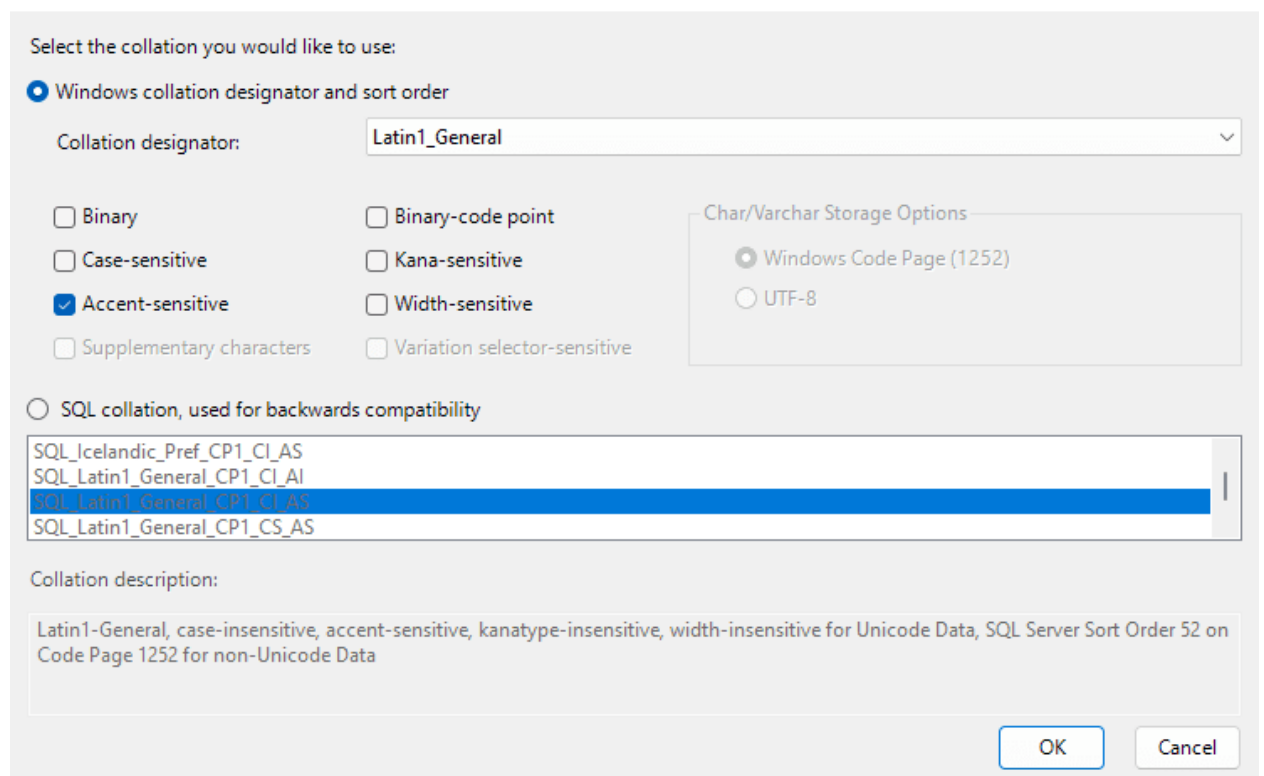 Select the collation you would like to use:
Windows collation designator and sort order
Collation designator:
Latin1_General
Binary
Binary-code point
Char/Varchar Storage Options
Case-sensitive
Kana-sensitive
Windows Code Page (1252)
Accent-sensitive
Width-sensitive
UTF-8
Supplementary characters
Variation selector-sensitive
SQL collation, used for backwards compatibility
SQL_Icelandic_Pref_CP1_CI_AS
SQL_Latin1_General_CP1_CI_AI
SQL_Latin1_General_CP1_CI_AS
SQL_Latin1_General_CP1_CS_AS
Collation description:
Latin1-General, case-insensitive, accent-sensitive, kanatype-insensitive, width-insensitive for Unicode Data, SQL Server Sort Order 52 on
Code Page 1252 for non-Unicode Data
OK
Cancel